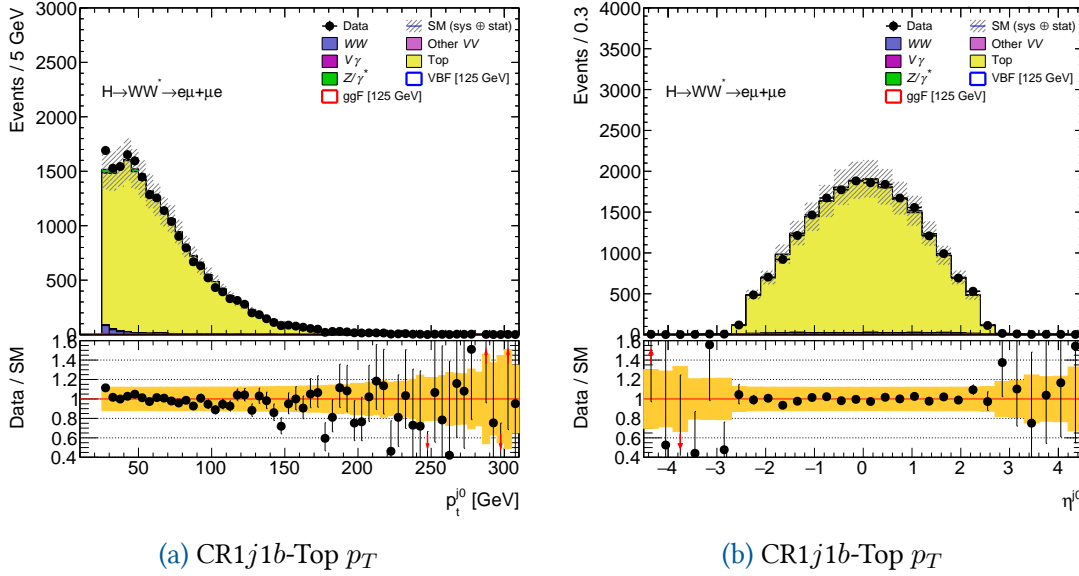 Events / 5 GeV
3000
2500
2000
1500
1000
500
0
Data
SM (sys ⊕ stat)
WW
Other VV
Vγ
Top
Z/γ*
VBF [125 GeV]
ggF [125 GeV]
H→WW*→eμ+μe
Data / SM
1.6
1.4
1.2
1
0.8
0.6
0.4
50 100 150 200 250 300
p_t^{j0} [GeV]
(a) CR1j1b-Top p_T
Events / 0.3
4000
3500
3000
2500
2000
1500
1000
500
0
Data
SM (sys ⊕ stat)
WW
Other VV
Vγ
Top
Z/γ*
VBF [125 GeV]
ggF [125 GeV]
H→WW*→eμ+μe
Data / SM
1.6
1.4
1.2
1
0.8
0.6
0.4
−4 −3 −2 −1 0 1 2 3 4
η^{j0}
(b) CR1j1b-Top p_T